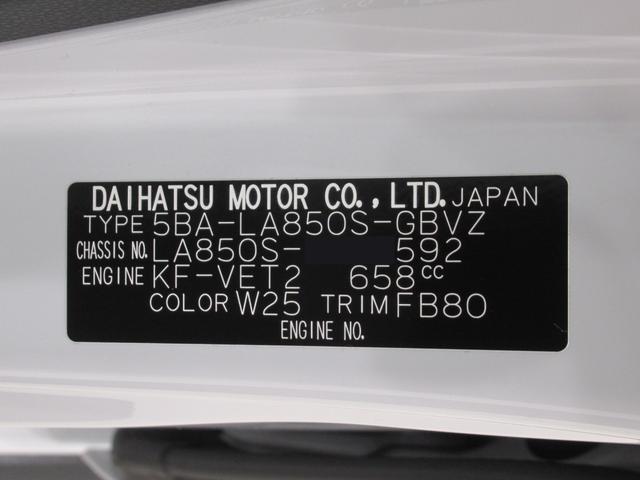 DAIHATSU MOTOR CO., LTD. JAPAN
TYPE 5BA-LA850S-GBVZ
CHASSIS NO. LA850S- 592
ENGINE KF-VET2 658cc
COLOR W25 TRIM FB80
ENGINE NO.